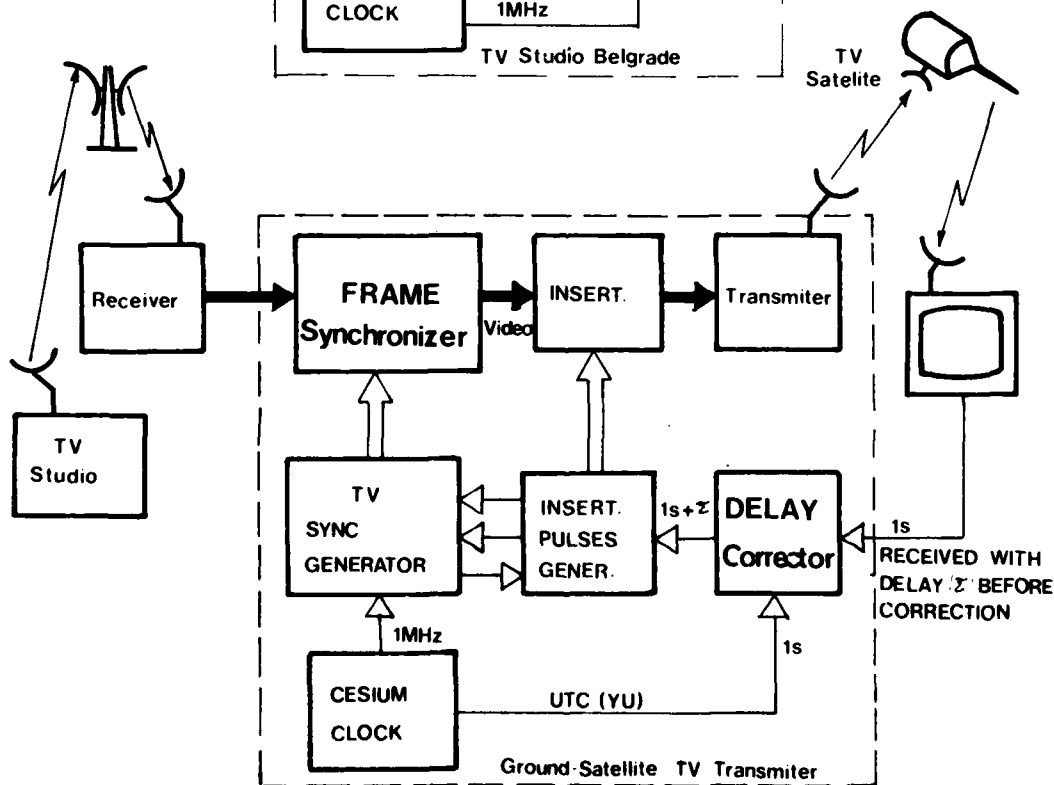 CLOCK
1MHz
TV Studio Belgrade
TV
Satelite
Receiver
FRAME
Synchronizer
Video
INSERT.
Transmiter
TV
Studio
TV
SYNC
GENERATOR
INSERT.
PULSES
GENER.
1s+τ
DELAY
Corrector
1s
RECEIVED WITH
DELAY τ BEFORE
CORRECTION
1MHz
1s
CESIUM
CLOCK
UTC (YU)
Ground-Satellite TV Transmiter